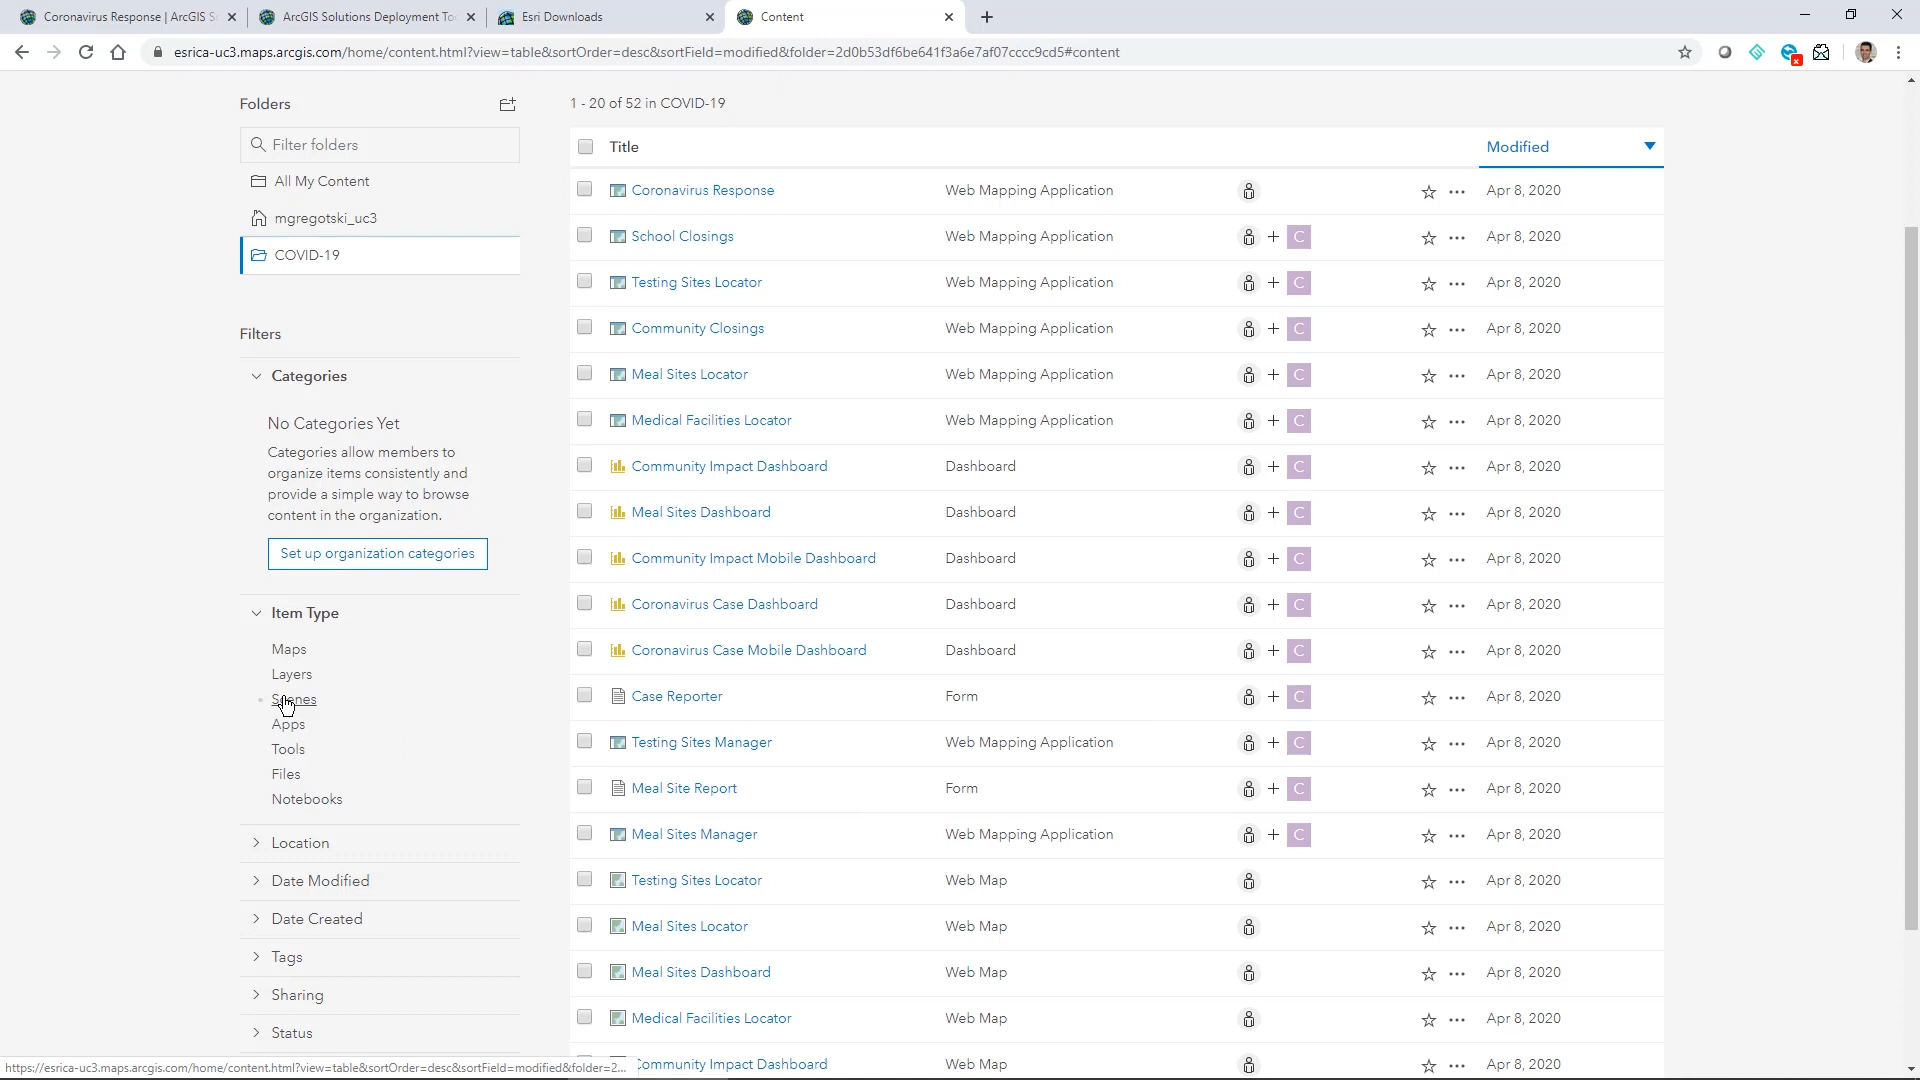 Coronavirus Response | ArcGIS S
ArcGIS Solutions Deployment To
Esri Downloads
Content
esrica-uc3.maps.arcgis.com/home/content.html?view=table&sortOrder=desc&sortField=modified&folder=2d0b53df6be641f3a6e7af07cccc9cd5#content
Folders
Filter folders
All My Content
mgregotski_uc3
COVID-19
Filters
Categories
No Categories Yet
Categories allow members to
organize items consistently and
provide a simple way to browse
content in the organization.
Set up organization categories
Item Type
Maps
Layers
Scenes
Apps
Tools
Files
Notebooks
Location
Date Modified
Date Created
Tags
Sharing
Status
1 - 20 of 52 in COVID-19
Title Modified
Coronavirus Response Web Mapping Application Apr 8, 2020
School Closings Web Mapping Application + C Apr 8, 2020
Testing Sites Locator Web Mapping Application + C Apr 8, 2020
Community Closings Web Mapping Application + C Apr 8, 2020
Meal Sites Locator Web Mapping Application + C Apr 8, 2020
Medical Facilities Locator Web Mapping Application + C Apr 8, 2020
Community Impact Dashboard Dashboard + C Apr 8, 2020
Meal Sites Dashboard Dashboard + C Apr 8, 2020
Community Impact Mobile Dashboard Dashboard + C Apr 8, 2020
Coronavirus Case Dashboard Dashboard + C Apr 8, 2020
Coronavirus Case Mobile Dashboard Dashboard + C Apr 8, 2020
Case Reporter Form + C Apr 8, 2020
Testing Sites Manager Web Mapping Application + C Apr 8, 2020
Meal Site Report Form + C Apr 8, 2020
Meal Sites Manager Web Mapping Application + C Apr 8, 2020
Testing Sites Locator Web Map Apr 8, 2020
Meal Sites Locator Web Map Apr 8, 2020
Meal Sites Dashboard Web Map Apr 8, 2020
Medical Facilities Locator Web Map Apr 8, 2020
Community Impact Dashboard Web Map Apr 8, 2020
https://esrica-uc3.maps.arcgis.com/home/content.html?view=table&sortOrder=desc&sortField=modified&folder=2...